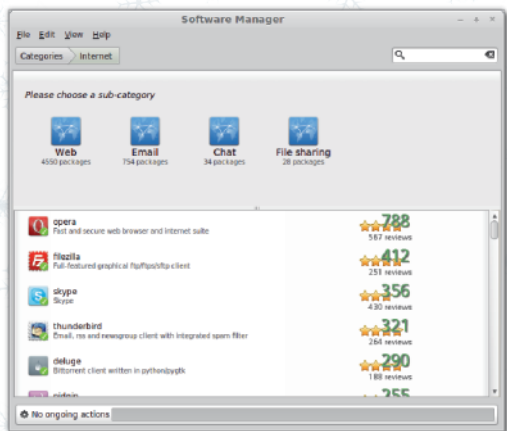 Software Manager
File Edit View Help
Categories Internet
Please choose a sub-category
Web
4550 packages
Email
754 packages
Chat
34 packages
File sharing
28 packages
opera
Fast and secure web browser and internet suite
788
587 reviews
filezilla
Full-featured graphical ftp/ftps/sftp client
412
251 reviews
skype
Skype
356
430 reviews
thunderbird
Email, rss and newsgroup client with integrated spam filter
321
264 reviews
deluge
Bittorrent client written in python/pygtk
290
188 reviews
pidgin
255
No ongoing actions